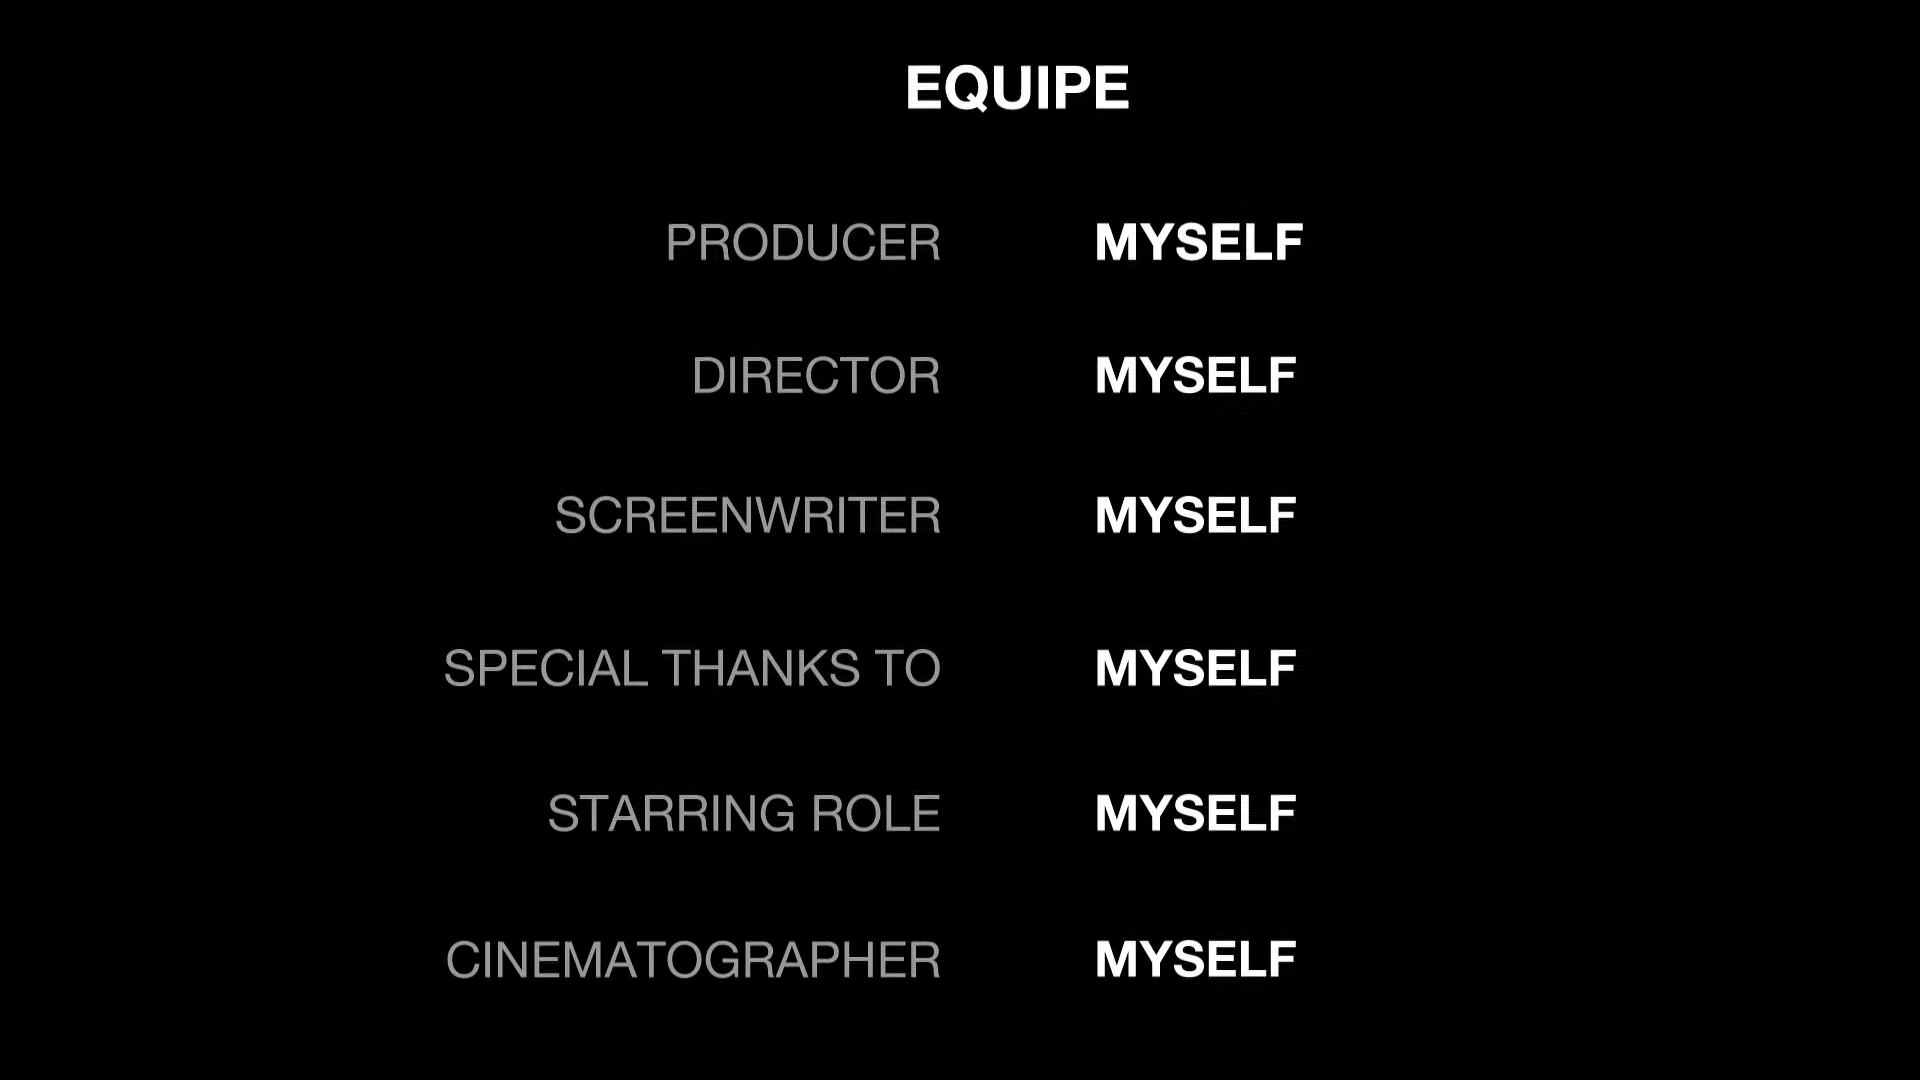 EQUIPE
PRODUCER MYSELF
DIRECTOR MYSELF
SCREENWRITER MYSELF
SPECIAL THANKS TO MYSELF
STARRING ROLE MYSELF
CINEMATOGRAPHER MYSELF